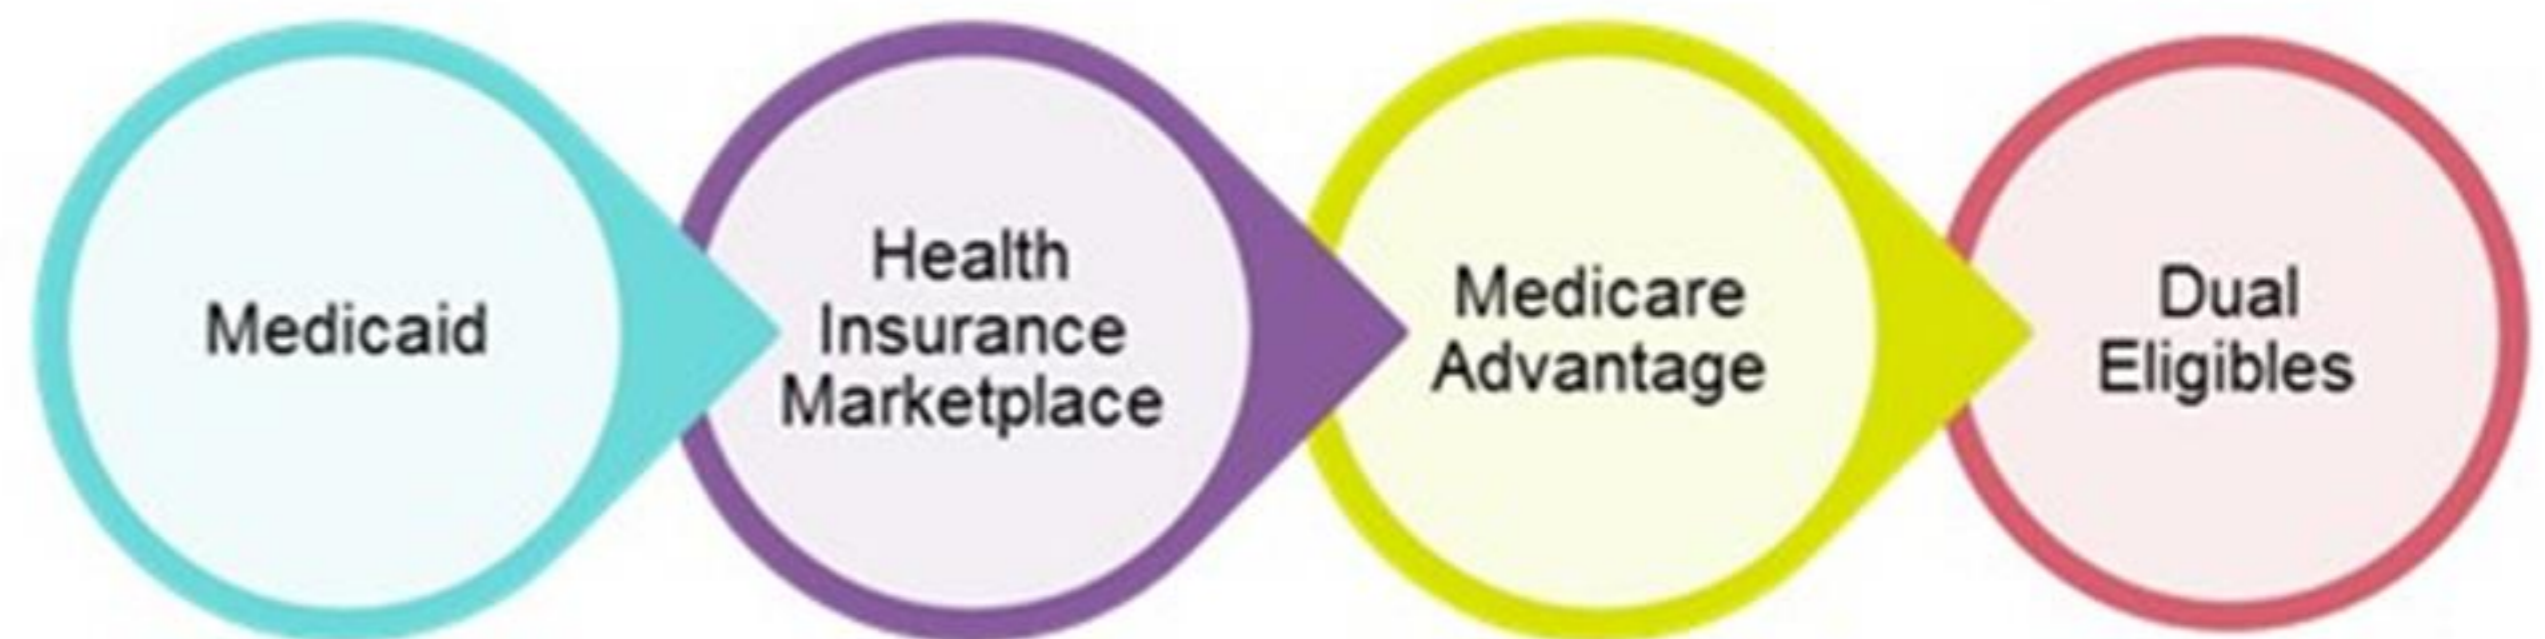 Medicaid
Health
Insurance
Marketplace
Medicare
Advantage
Dual
Eligibles